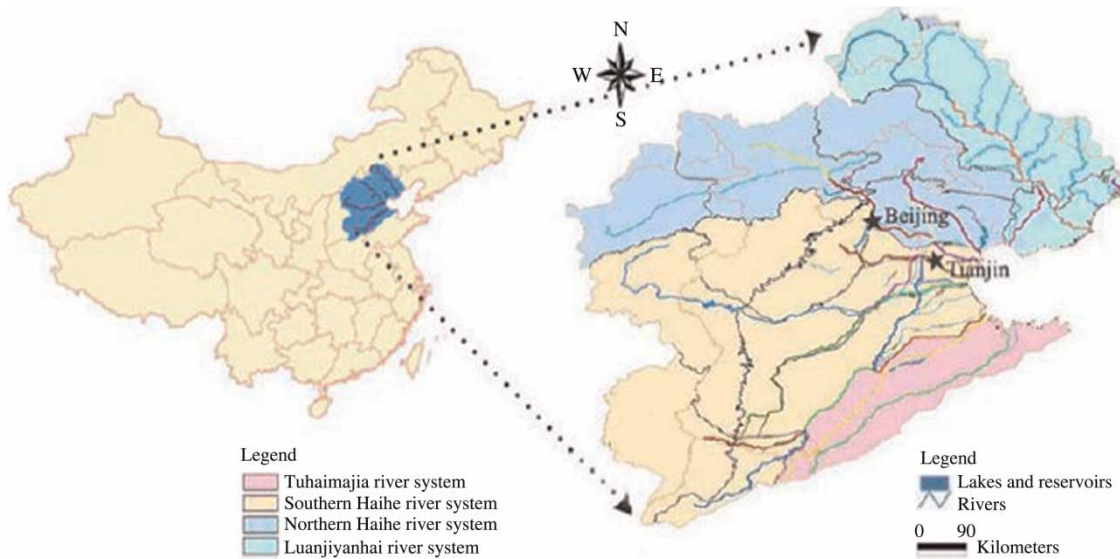 N
W E
S
Beijing
Tianjin
Legend
Tuhaimajia river system
Southern Haihe river system
Northern Haihe river system
Luanjiyanhai river system
Legend
Lakes and reservoirs
Rivers
0 90
Kilometers